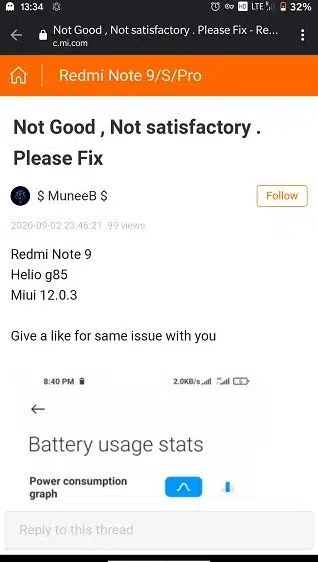 13:34 LTE 32%
Not Good , Not satisfactory . Please Fix - Re...
c.mi.com
Redmi Note 9/S/Pro
Not Good , Not satisfactory .
Please Fix
$ MuneeB $
Follow
2020-09-02 23:46:21 99 views
Redmi Note 9
Helio g85
Miui 12.0.3
Give a like for same issue with you
8:40 PM 2.0KB/s
Battery usage stats
Power consumption
graph
Reply to this thread